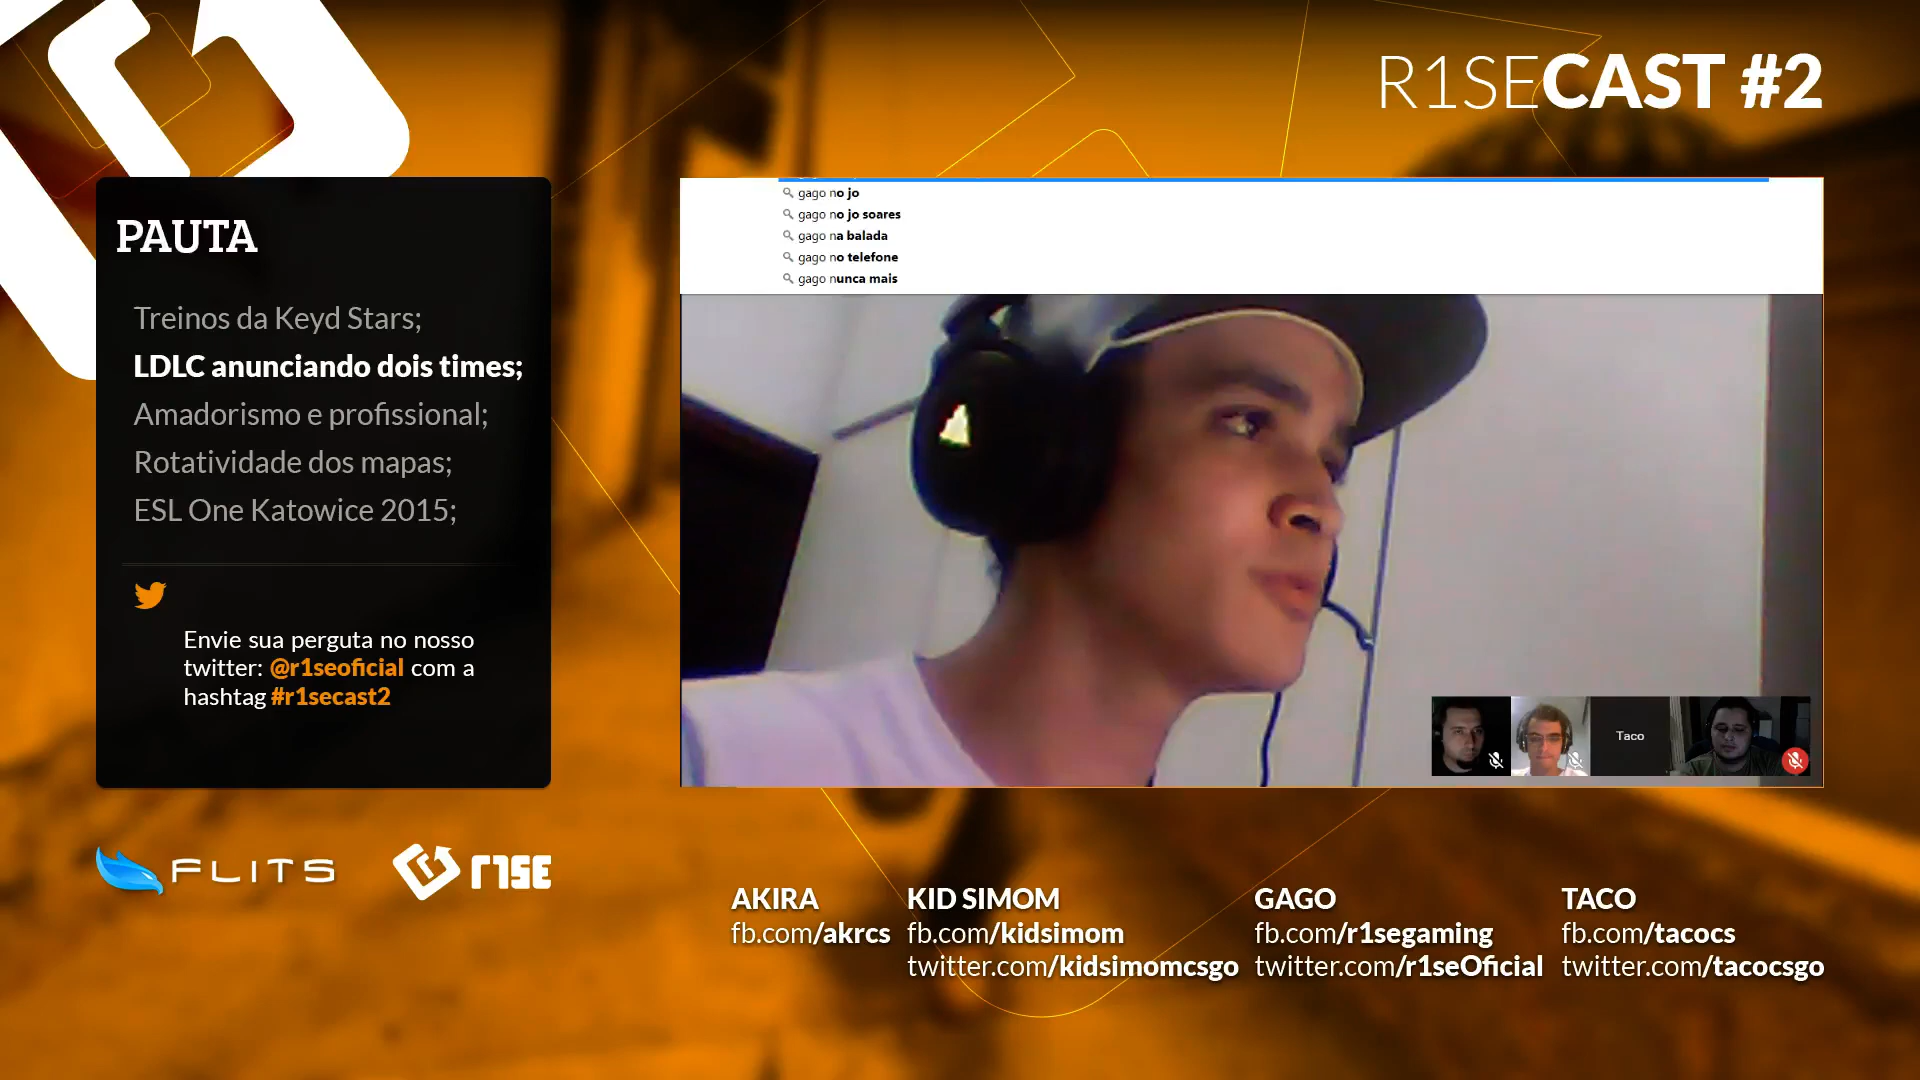 R1SECAST #2
PAUTA
Treinos da Keyd Stars;
LDLC anunciando dois times;
Amadorismo e profissional;
Rotatividade dos mapas;
ESL One Katowice 2015;
Envie sua perguta no nosso
twitter: @r1seoficial com a
hashtag #r1secast2
gago no jo
gago no jo soares
gago na balada
gago no telefone
gago nunca mais
Taco
FLITS
r1se
AKIRA
fb.com/akrcs
KID SIMOM
fb.com/kidsimom
twitter.com/kidsimomcsgo
GAGO
fb.com/r1segaming
twitter.com/r1seOficial
TACO
fb.com/tacocs
twitter.com/tacocsgo